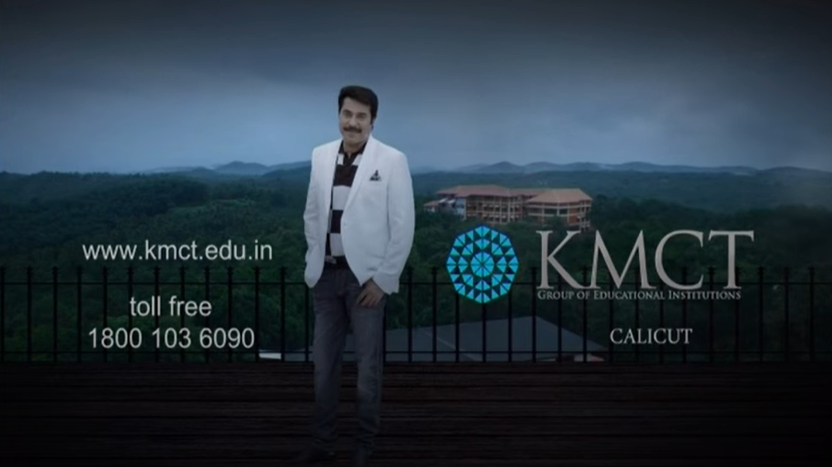 www.kmct.edu.in
toll free
1800 103 6090
KMCT
GROUP OF EDUCATIONAL INSTITUTIONS
CALICUT